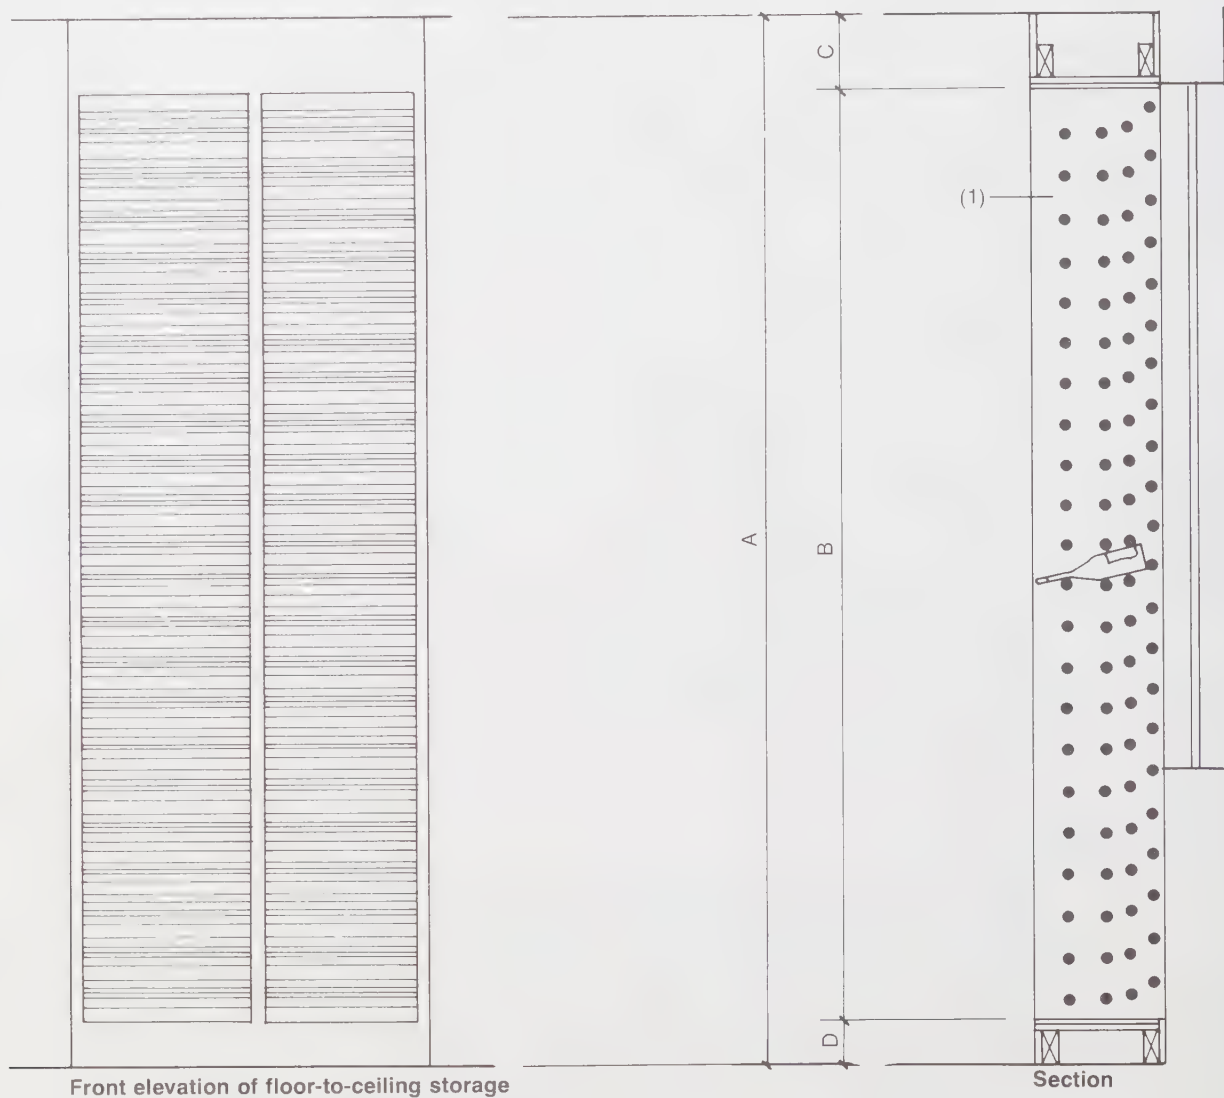 C
(1)
A
B
D
Front elevation of floor-to-ceiling storage
Section